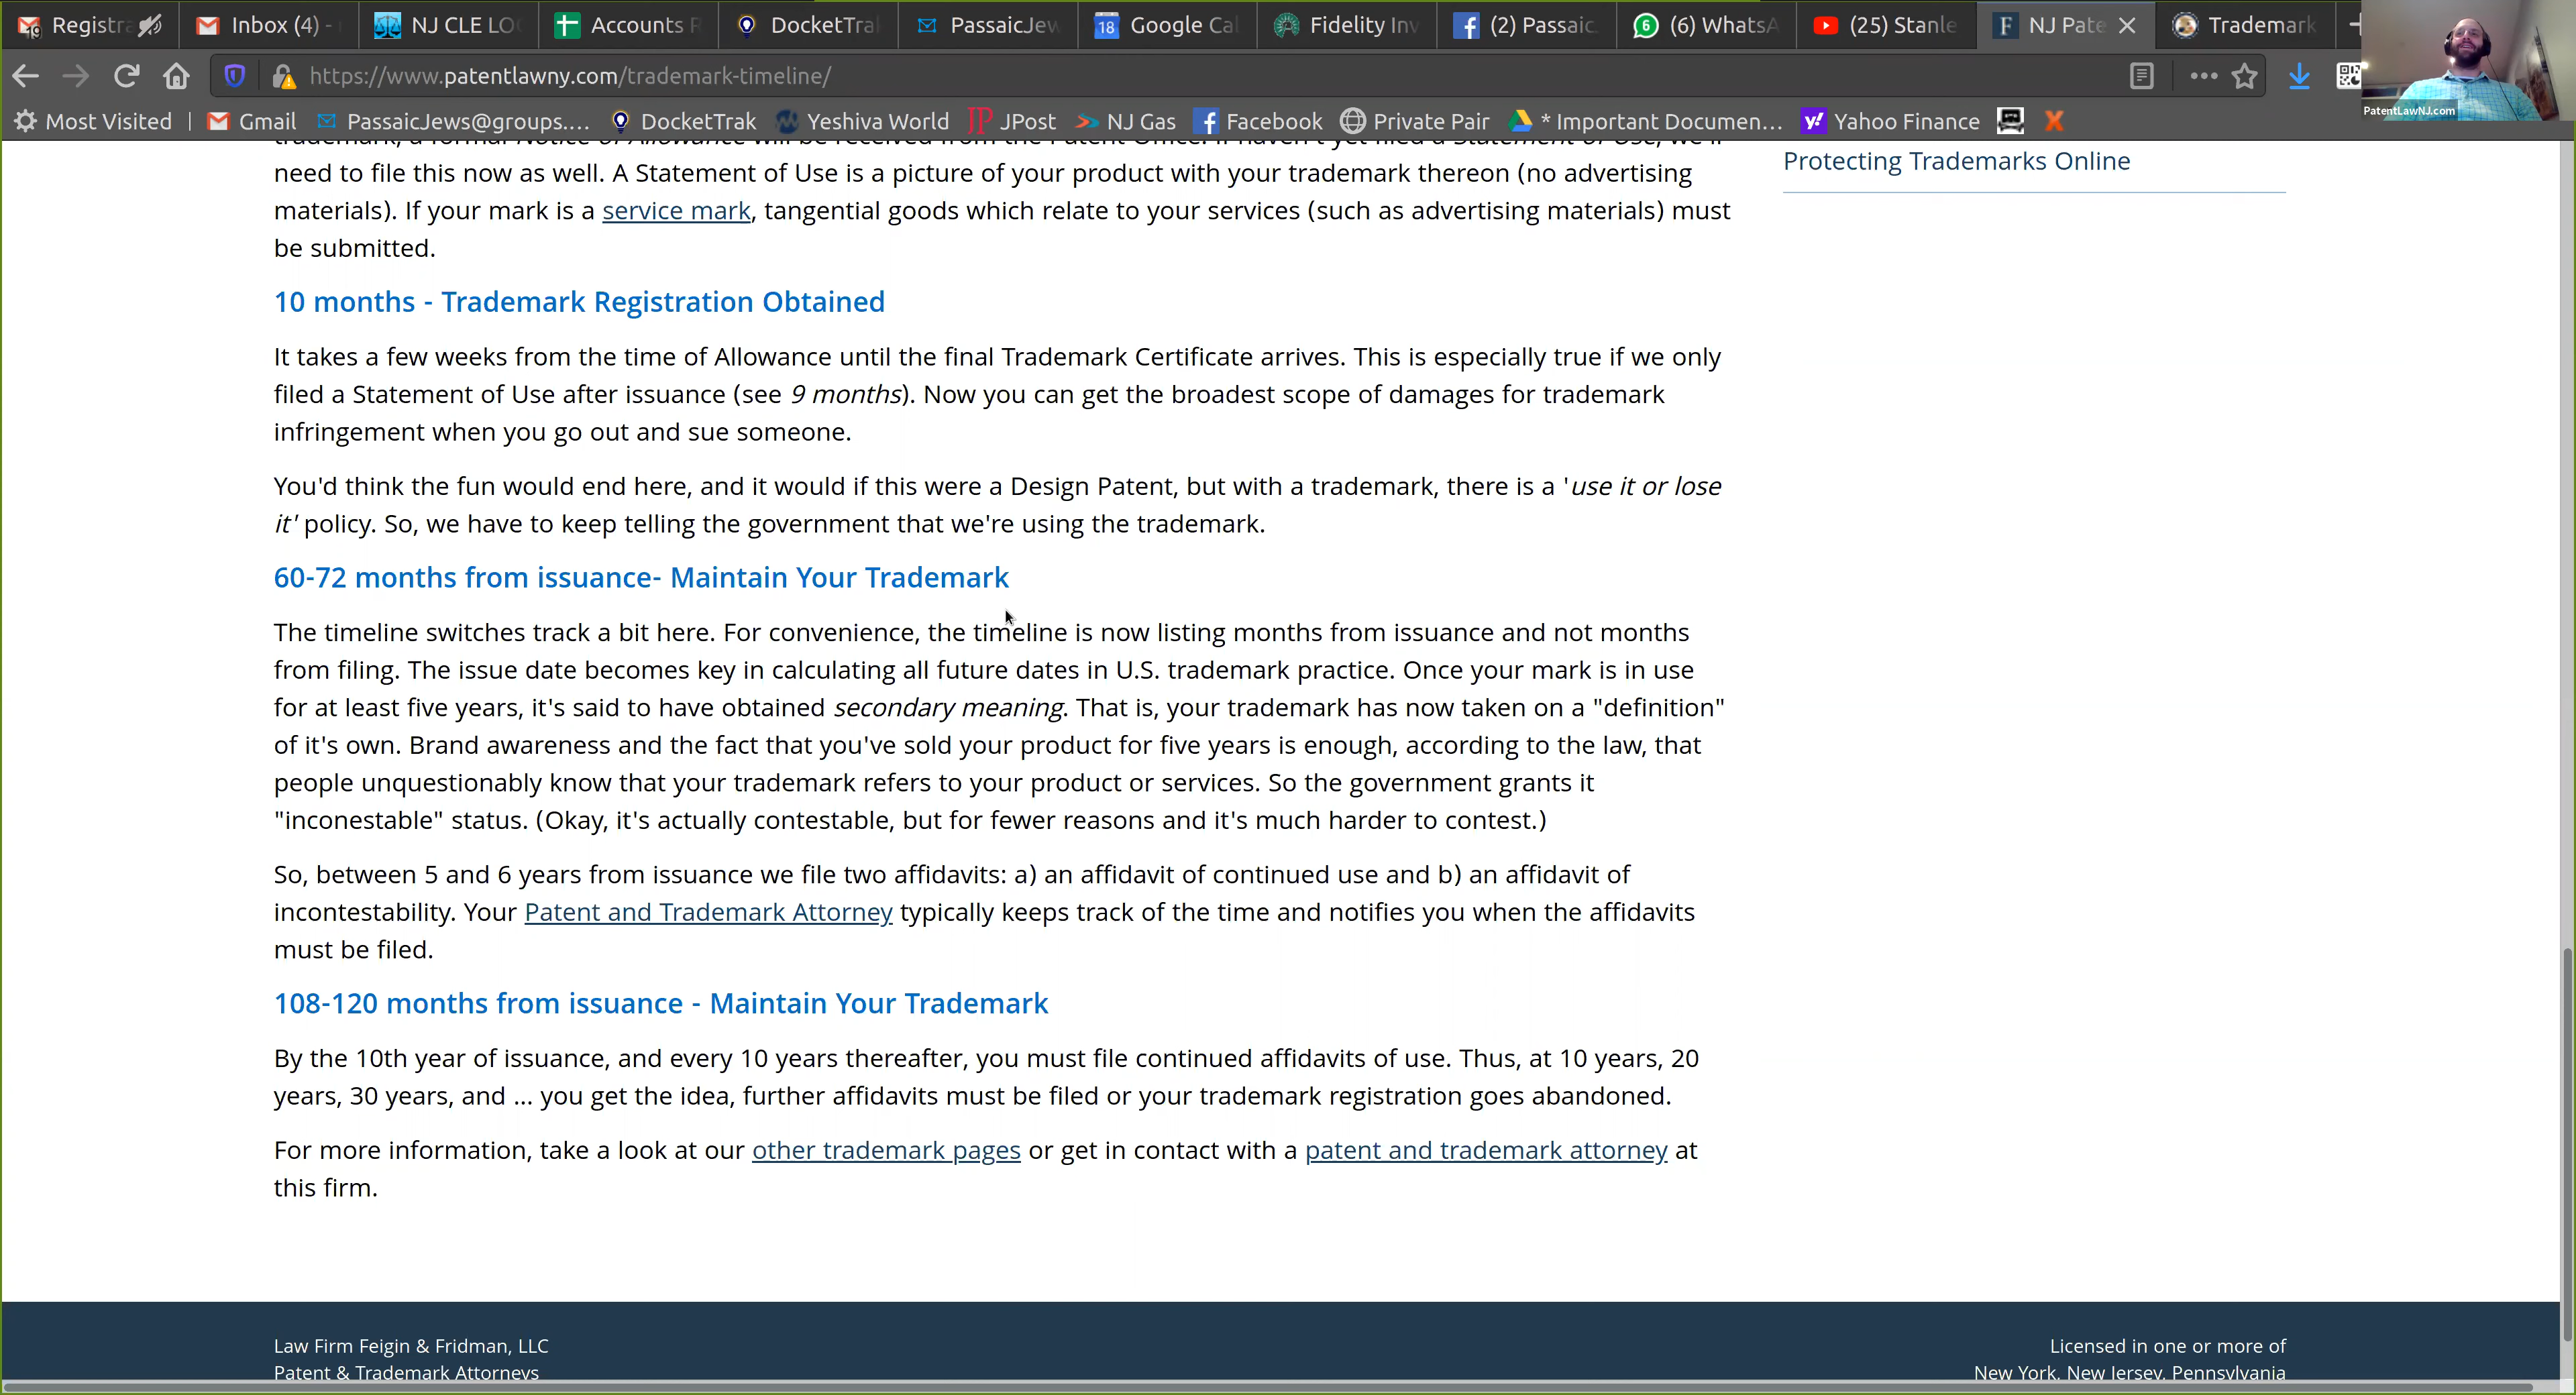 Registra
Inbox (4) -
NJ CLE LO
Accounts R
DocketTra
PassaicJew
18
Google Cal
Fidelity Inv
(2) Passaic
6
(6) WhatsA
(25) Stanle
F
NJ Pate
Trademark
https://www.patentlawny.com/trademark-timeline/
PatentLawNJ.com
Most Visited
Gmail
PassaicJews@groups....
DocketTrak
Yeshiva World
JP JPost
NJ Gas
Facebook
Private Pair
* Important Documen...
Yahoo Finance
X
need to file this now as well. A Statement of Use is a picture of your product with your trademark thereon (no advertising
materials). If your mark is a service mark, tangential goods which relate to your services (such as advertising materials) must
be submitted.
Protecting Trademarks Online
10 months - Trademark Registration Obtained
It takes a few weeks from the time of Allowance until the final Trademark Certificate arrives. This is especially true if we only
filed a Statement of Use after issuance (see 9 months). Now you can get the broadest scope of damages for trademark
infringement when you go out and sue someone.
You'd think the fun would end here, and it would if this were a Design Patent, but with a trademark, there is a 'use it or lose
it' policy. So, we have to keep telling the government that we're using the trademark.
60-72 months from issuance- Maintain Your Trademark
The timeline switches track a bit here. For convenience, the timeline is now listing months from issuance and not months
from filing. The issue date becomes key in calculating all future dates in U.S. trademark practice. Once your mark is in use
for at least five years, it's said to have obtained secondary meaning. That is, your trademark has now taken on a "definition"
of it's own. Brand awareness and the fact that you've sold your product for five years is enough, according to the law, that
people unquestionably know that your trademark refers to your product or services. So the government grants it
"inconestable" status. (Okay, it's actually contestable, but for fewer reasons and it's much harder to contest.)
So, between 5 and 6 years from issuance we file two affidavits: a) an affidavit of continued use and b) an affidavit of
incontestability. Your Patent and Trademark Attorney typically keeps track of the time and notifies you when the affidavits
must be filed.
108-120 months from issuance - Maintain Your Trademark
By the 10th year of issuance, and every 10 years thereafter, you must file continued affidavits of use. Thus, at 10 years, 20
years, 30 years, and ... you get the idea, further affidavits must be filed or your trademark registration goes abandoned.
For more information, take a look at our other trademark pages or get in contact with a patent and trademark attorney at
this firm.
Law Firm Feigin & Fridman, LLC
Patent & Trademark Attorneys
Licensed in one or more of
New York, New Jersey, Pennsylvania